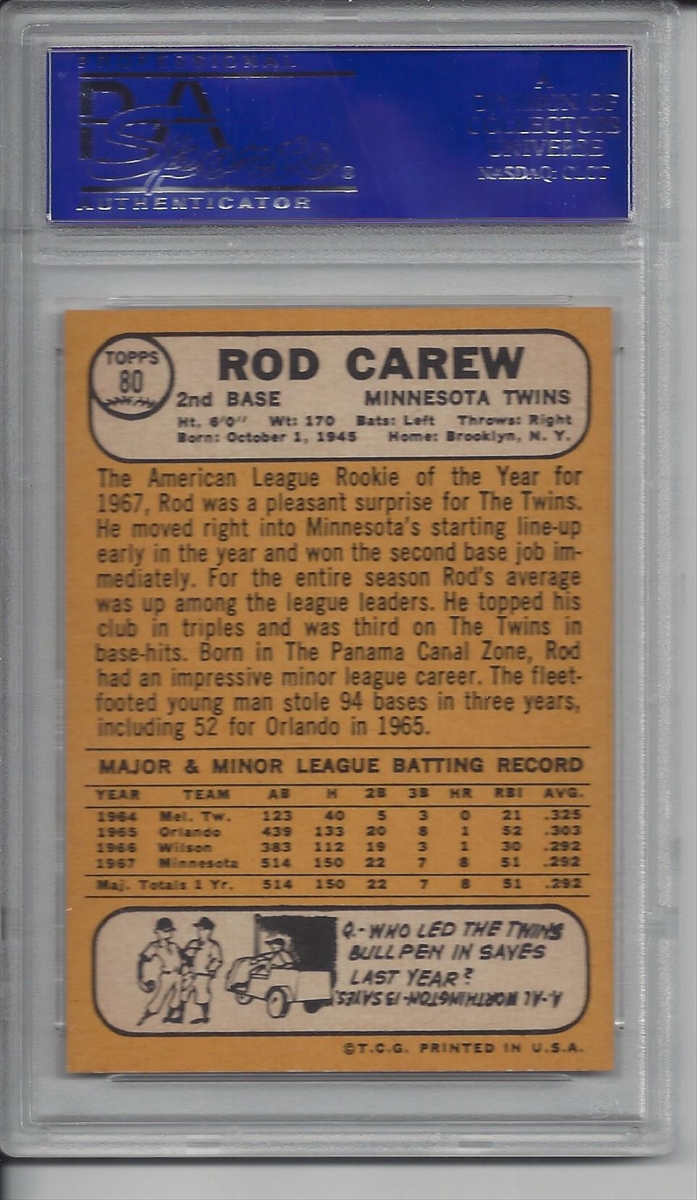 PROFESSIONAL
PSA
Sports®
AUTHENTICATOR
A
DIVISION OF
COLLECTORS
UNIVERSE
NASDAQ: CLCT
TOPPS
80
ROD CAREW
2nd BASE MINNESOTA TWINS
Ht. 6'0" Wt: 170 Bats: Left Throws: Right
Born: October 1, 1945 Home: Brooklyn, N. Y.
The American League Rookie of the Year for
1967, Rod was a pleasant surprise for The Twins.
He moved right into Minnesota's starting line-up
early in the year and won the second base job im-
mediately. For the entire season Rod's average
was up among the league leaders. He topped his
club in triples and was third on The Twins in
base-hits. Born in The Panama Canal Zone, Rod
had an impressive minor league career. The fleet-
footed young man stole 94 bases in three years,
including 52 for Orlando in 1965.
MAJOR & MINOR LEAGUE BATTING RECORD
YEAR TEAM AB H 2B 3B HR RBI AVG.
1964 Mel. Tw. 123 40 5 3 0 21 .325
1965 Orlando 439 133 20 8 1 52 .303
1966 Wilson 383 112 19 3 1 30 .292
1967 Minnesota 514 150 22 7 8 51 .292
Maj. Totals 1 Yr. 514 150 22 7 8 51 .292
Q.- WHO LED THE TWINS
BULLPEN IN SAVES
LAST YEAR?
A.-AL WORTHINGTON-13 SAVES.
©T.C.G. PRINTED IN U.S.A.